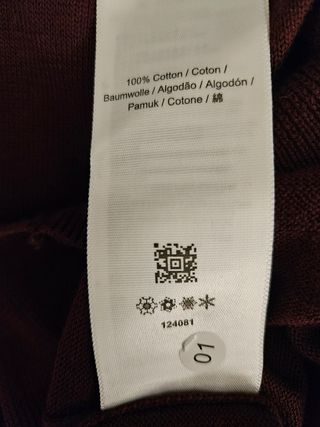 100% Cotton / Coton /
Baumwolle / Algodão / Algodón /
Pamuk / Cotone / 綿
124081
01